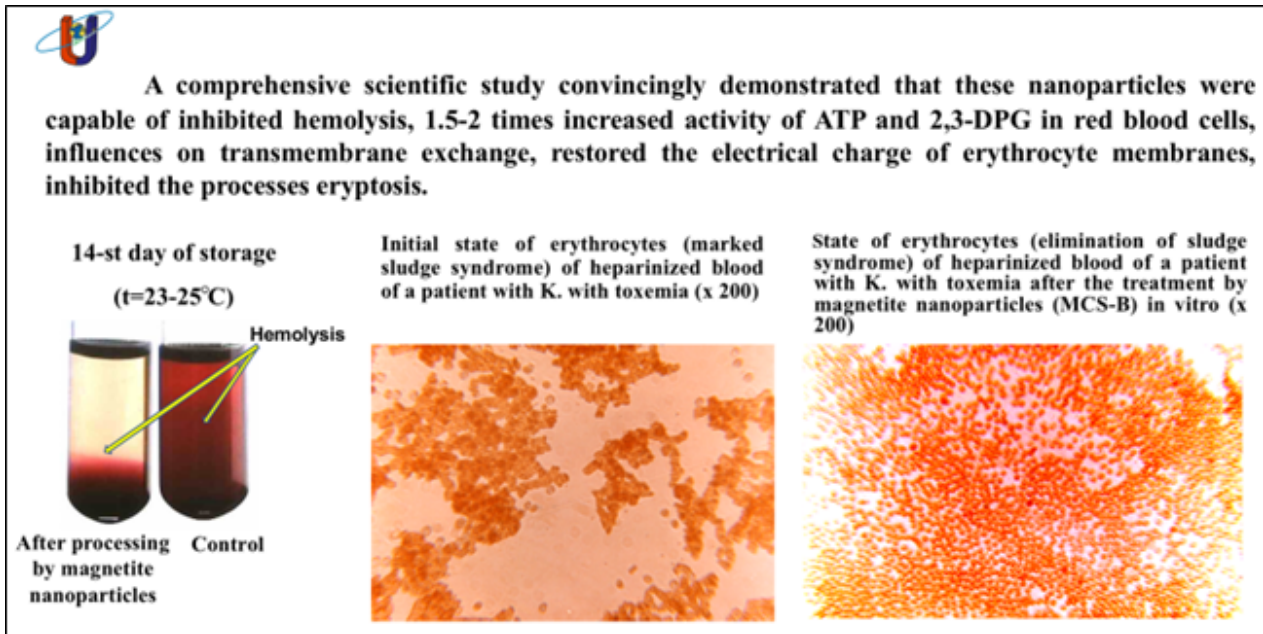 A comprehensive scientific study convincingly demonstrated that these nanoparticles were
capable of inhibited hemolysis, 1.5-2 times increased activity of ATP and 2,3-DPG in red blood cells,
influences on transmembrane exchange, restored the electrical charge of erythrocyte membranes,
inhibited the processes eryptosis.
14-st day of storage
(t=23-25°C)
Hemolysis
After processing
by magnetite
nanoparticles
Control
Initial state of erythrocytes (marked
sludge syndrome) of heparinized blood
of a patient with K. with toxemia (x 200)
State of erythrocytes (elimination of sludge
syndrome) of heparinized blood of a patient
with K. with toxemia after the treatment by
magnetite nanoparticles (MCS-B) in vitro (x
200)